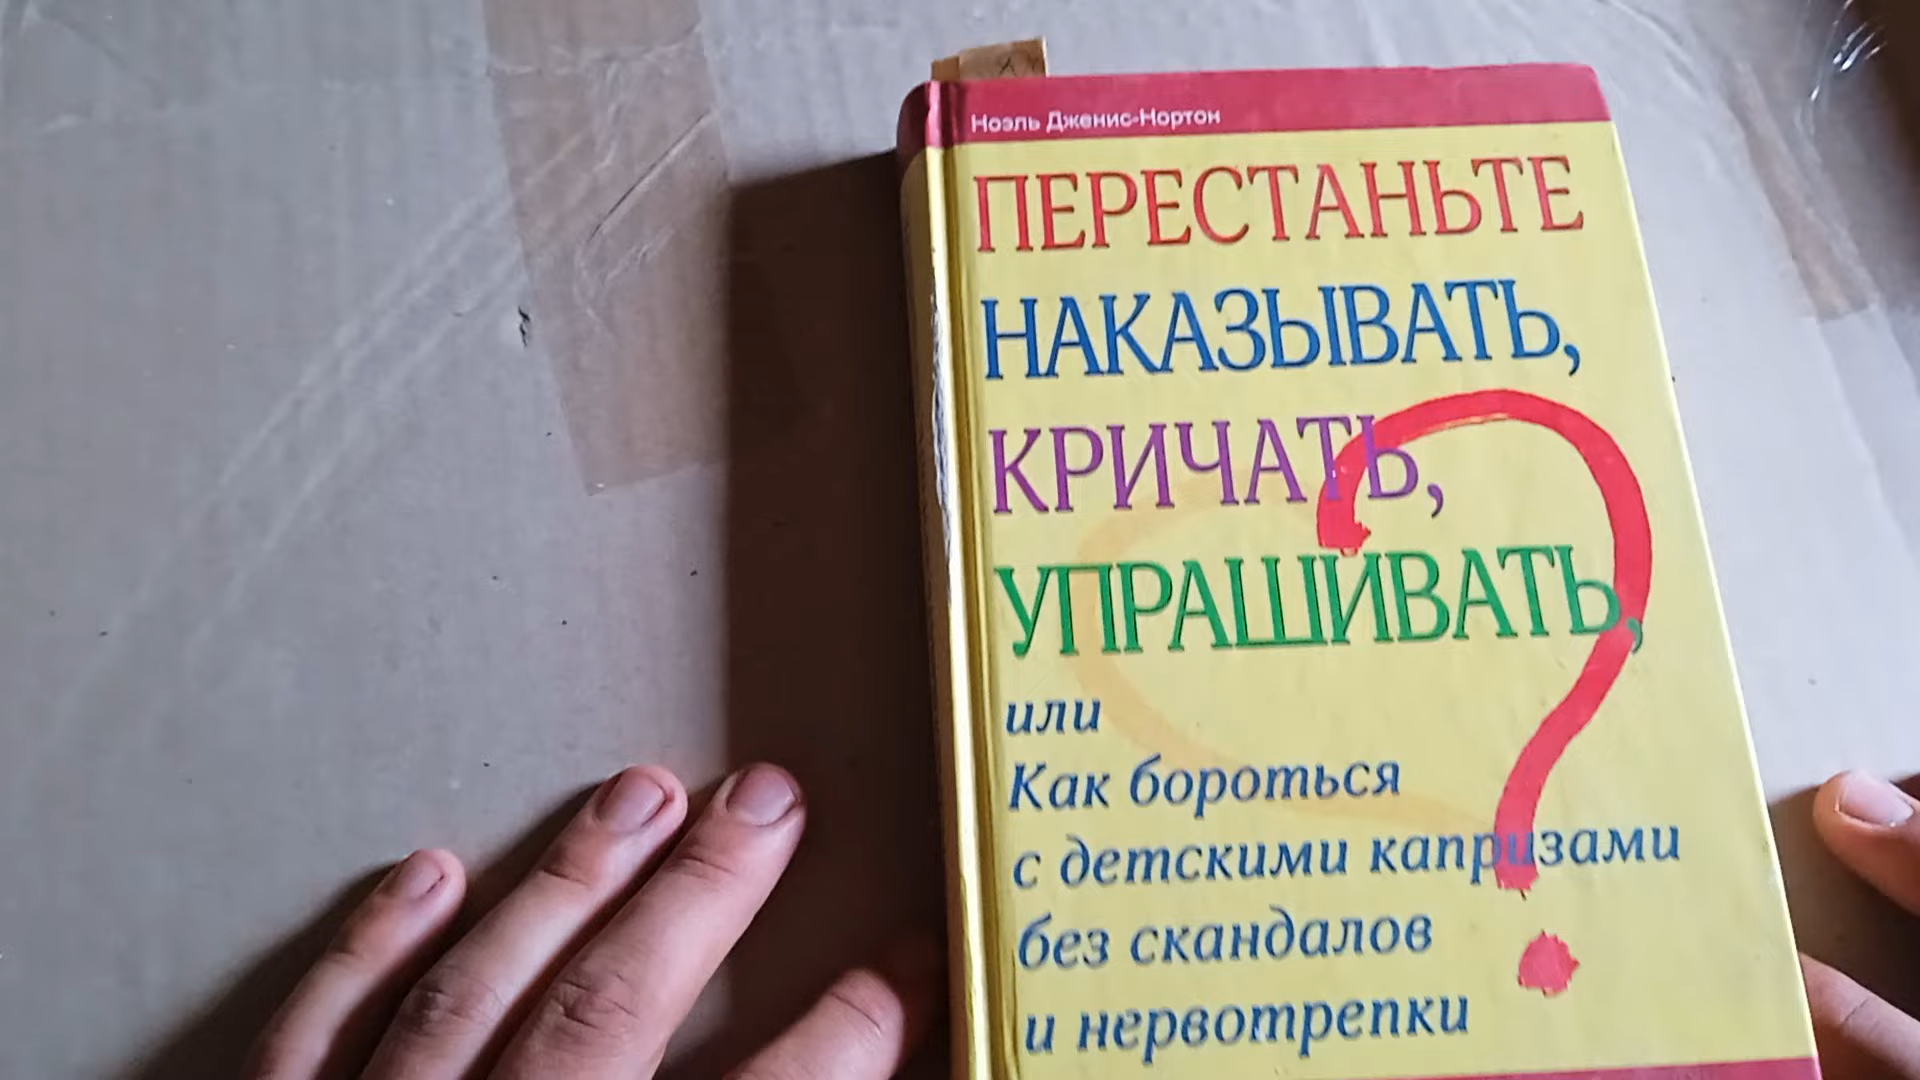 Ноэль Дженис-Нортон
ПЕРЕСТАНЬТЕ
НАКАЗЫВАТЬ,
КРИЧАТЬ,
УПРАШИВАТЬ,
или
Как бороться
с детскими капризами
без скандалов
и нервотрепки
?